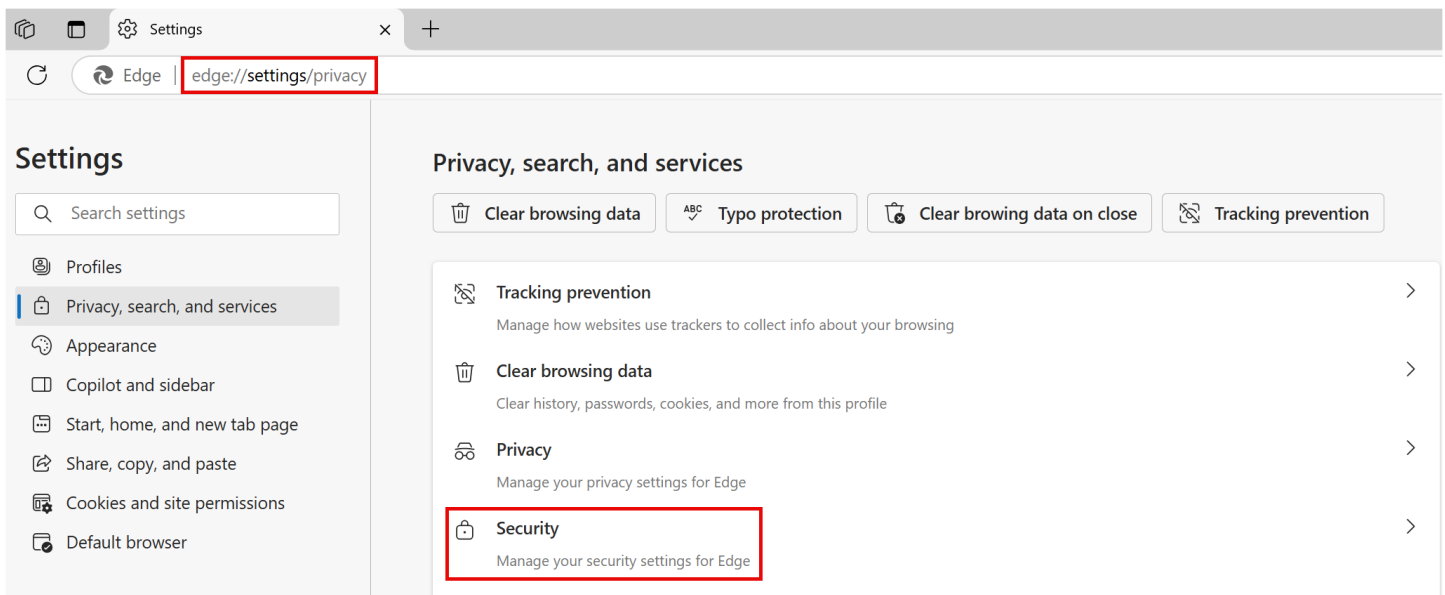 Settings
Edge | edge://settings/privacy
Settings
Search settings
Profiles
Privacy, search, and services
Appearance
Copilot and sidebar
Start, home, and new tab page
Share, copy, and paste
Cookies and site permissions
Default browser
Privacy, search, and services
Clear browsing data
ABC Typo protection
Clear browing data on close
Tracking prevention
Tracking prevention
Manage how websites use trackers to collect info about your browsing
Clear browsing data
Clear history, passwords, cookies, and more from this profile
Privacy
Manage your privacy settings for Edge
Security
Manage your security settings for Edge